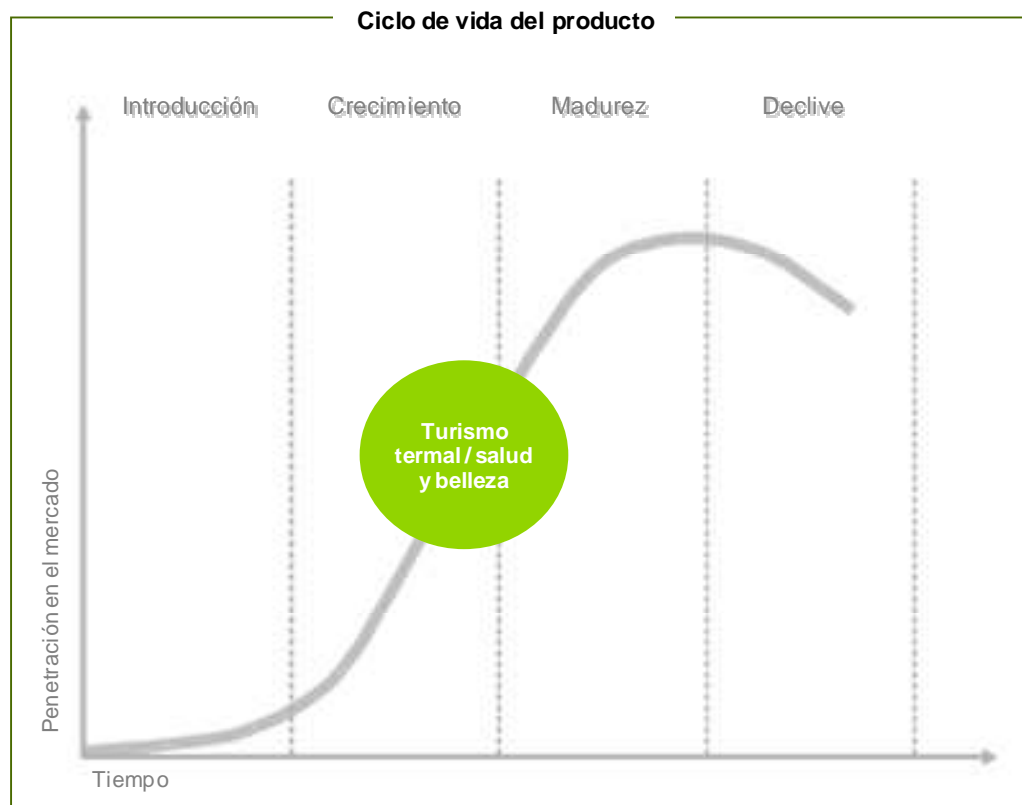 Ciclo de vida del producto
Introducción
Crecimiento
Madurez
Declive
Turismo
termal / salud
y belleza
Penetración en el mercado
Tiempo